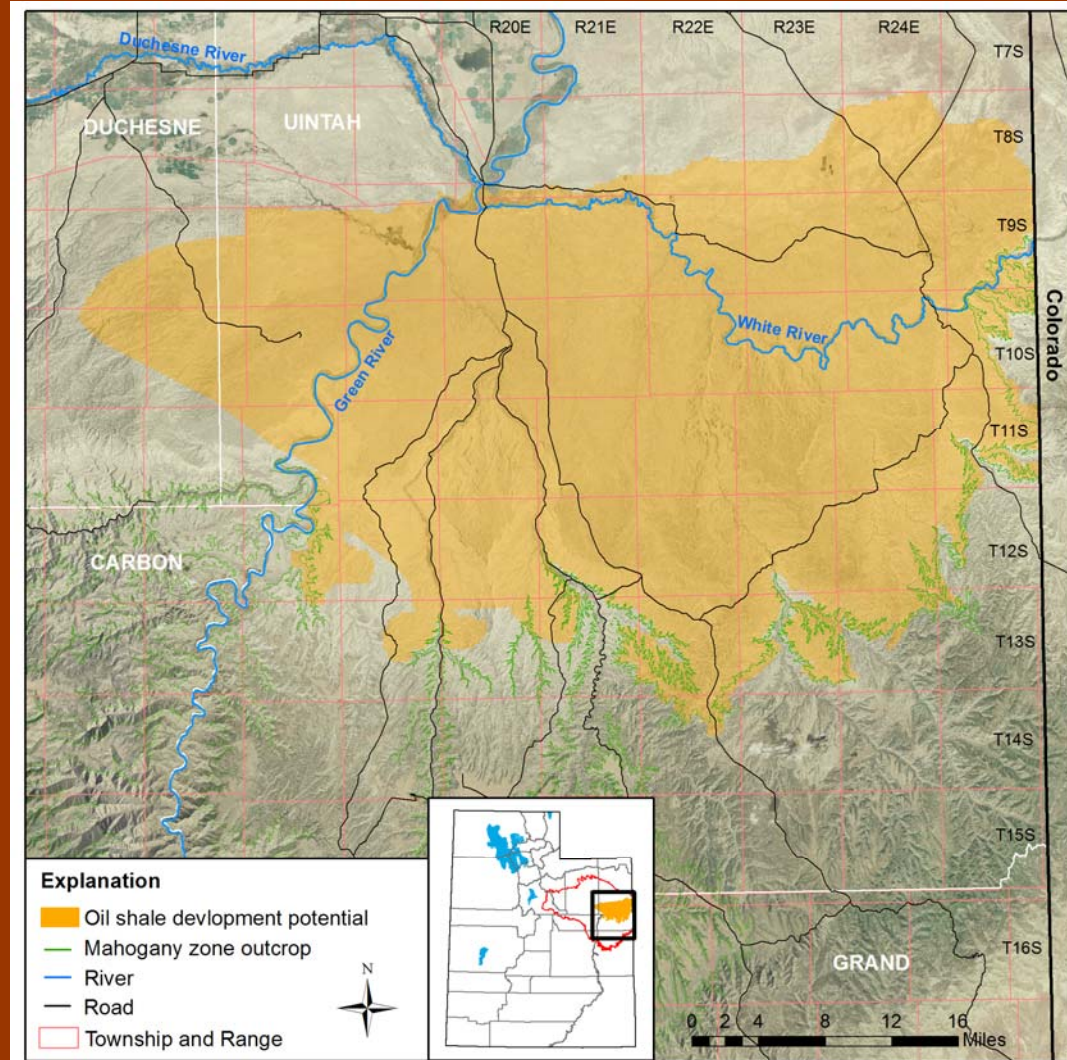 R20E R21E R22E R23E R24E
Duchesne River
T7S
DUCHESNE
UINTAH
T8S
T9S
Colorado
White River
T10S
Green River
T11S
T12S
CARBON
T13S
T14S
T15S
T16S
GRAND
Explanation
Oil shale devlopment potential
Mahogany zone outcrop
River
Road
Township and Range
N
0 2 4 8 12 16
Miles